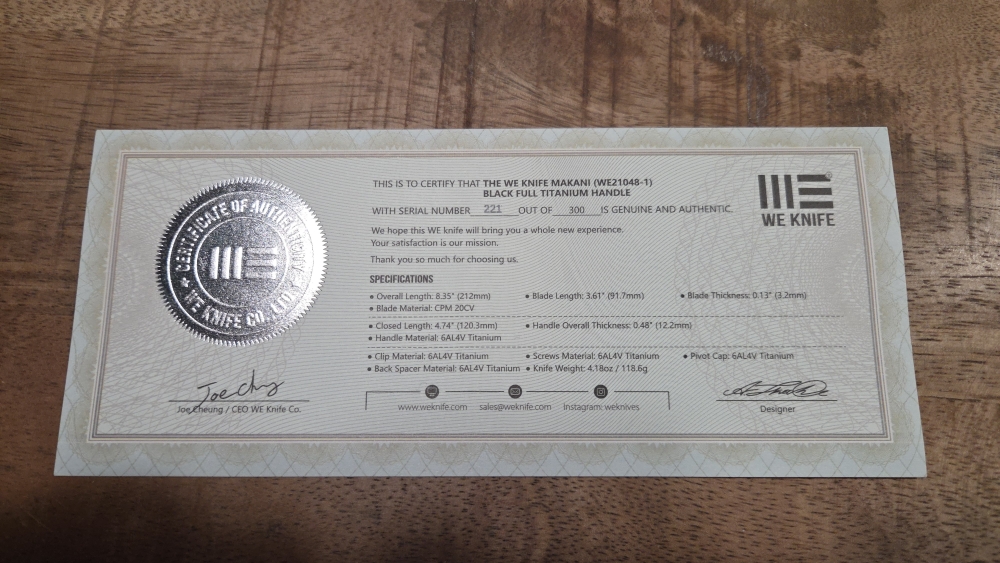 CERTIFICATE OF AUTHENTICITY
WE KNIFE CO., LTD
THIS IS TO CERTIFY THAT THE WE KNIFE MAKANI (WE21048-1)
BLACK FULL TITANIUM HANDLE
WITH SERIAL NUMBER 221 OUT OF 300 IS GENUINE AND AUTHENTIC.
WE KNIFE
We hope this WE knife will bring you a whole new experience.
Your satisfaction is our mission.
Thank you so much for choosing us.
SPECIFICATIONS
• Overall Length: 8.35" (212mm) • Blade Length: 3.61" (91.7mm) • Blade Thickness: 0.13" (3.2mm)
• Blade Material: CPM 20CV
• Closed Length: 4.74" (120.3mm) • Handle Overall Thickness: 0.48" (12.2mm)
• Handle Material: 6AL4V Titanium
• Clip Material: 6AL4V Titanium • Screws Material: 6AL4V Titanium • Pivot Cap: 6AL4V Titanium
• Back Spacer Material: 6AL4V Titanium • Knife Weight: 4.18oz / 118.6g
Joe Cheung
Joe Cheung / CEO WE Knife Co.
www.weknife.com sales@weknife.com Instagram: weknives
Designer